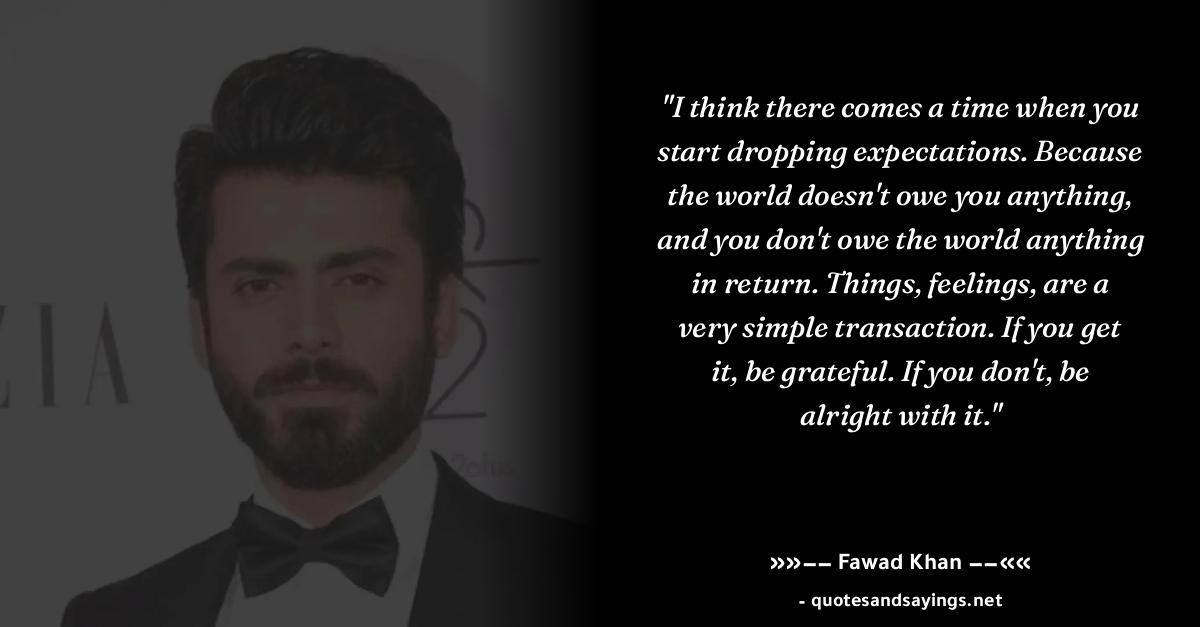 "I think there comes a time when you
start dropping expectations. Because
the world doesn't owe you anything,
and you don't owe the world anything
in return. Things, feelings, are a
very simple transaction. If you get
it, be grateful. If you don't, be
alright with it."
»»–– Fawad Khan ––««
- quotesandsayings.net
ZIA